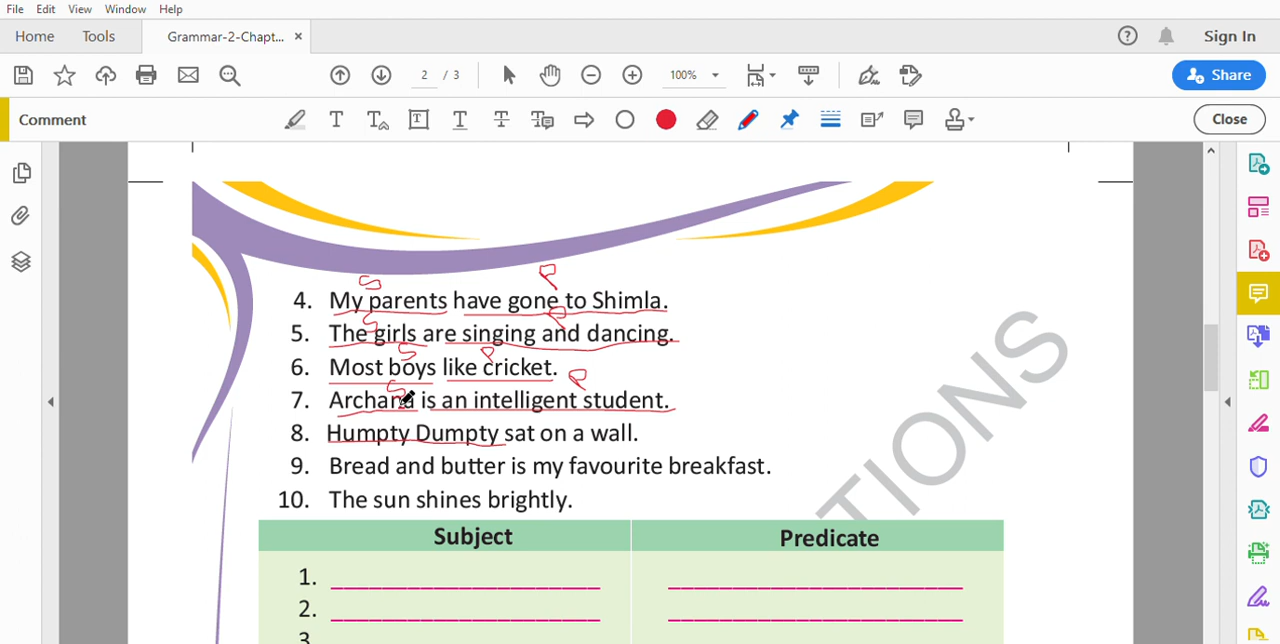 File Edit View Window Help
Home Tools Grammar-2-Chapt... × Sign In
2 / 3 100% Share
Comment Close
S P
4. My parents have gone to Shimla.
S P
5. The girls are singing and dancing.
S P
6. Most boys like cricket.
S P
7. Archana is an intelligent student.
8. Humpty Dumpty sat on a wall.
9. Bread and butter is my favourite breakfast.
10. The sun shines brightly.
TIONS
Subject Predicate
1.
2.
3